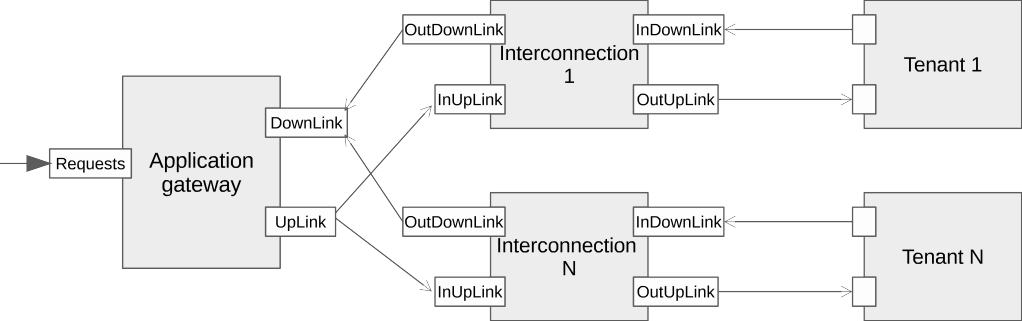 OutDownLink
Interconnection
1
InDownLink
Tenant 1
InUpLink
OutUpLink
DownLink
Requests
Application
gateway
UpLink
OutDownLink
Interconnection
N
InDownLink
Tenant N
InUpLink
OutUpLink